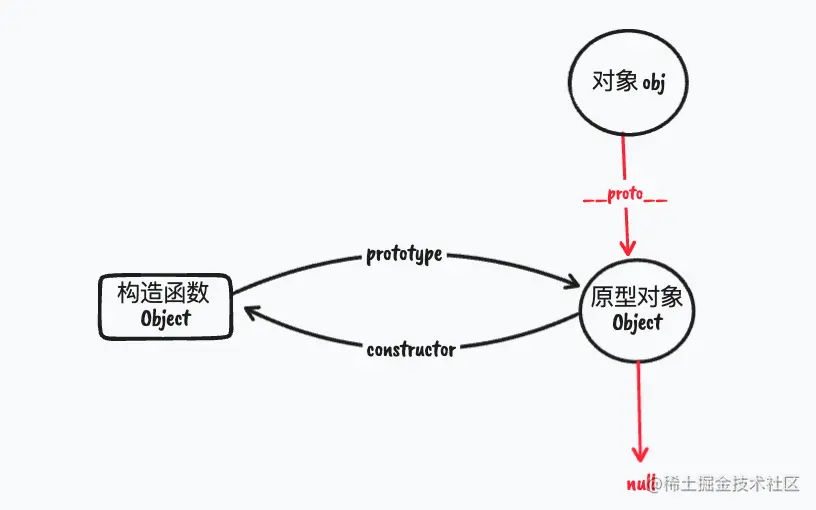 对象 obj
__proto__
prototype
构造函数
Object
原型对象
Object
constructor
null
@稀土掘金技术社区